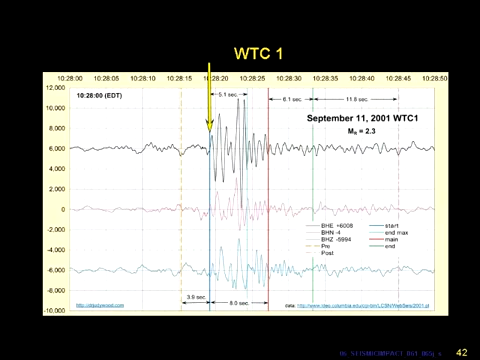 WTC 1
10:28:00 10:28:05 10:28:10 10:28:15 10:28:20 10:28:25 10:28:30 10:28:35 10:28:40 10:28:45 10:28:50
12,000
10:28:00 (EDT)
5.1 sec.
6.1 sec.
11.6 sec.
10,000
September 11, 2001 WTC1
8,000
6,000
4,000
2,000
0
BHE +6008
BHN -4
BHZ -5994
Pre
Post
start
end max
main
end
-2,000
-4,000
-6,000
-8,000
3.9 sec.
8.0 sec.
data:
-10,000
42